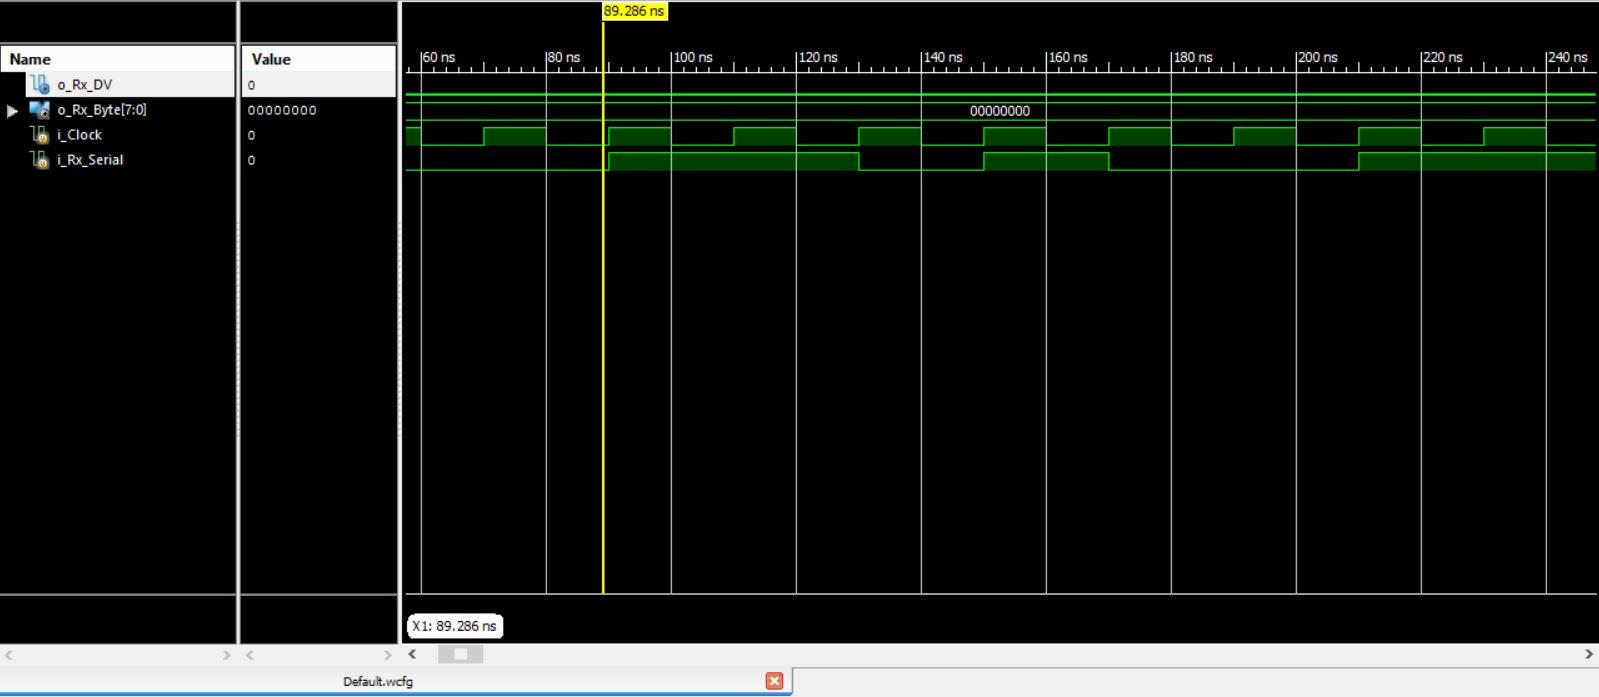 89.286 ns
Name Value
60 ns 80 ns 100 ns 120 ns 140 ns 160 ns 180 ns 200 ns 220 ns 240 ns
o_Rx_DV 0
o_Rx_Byte[7:0] 00000000 00000000
i_Clock 0
i_Rx_Serial 0
X1: 89.286 ns
Default.wcfg